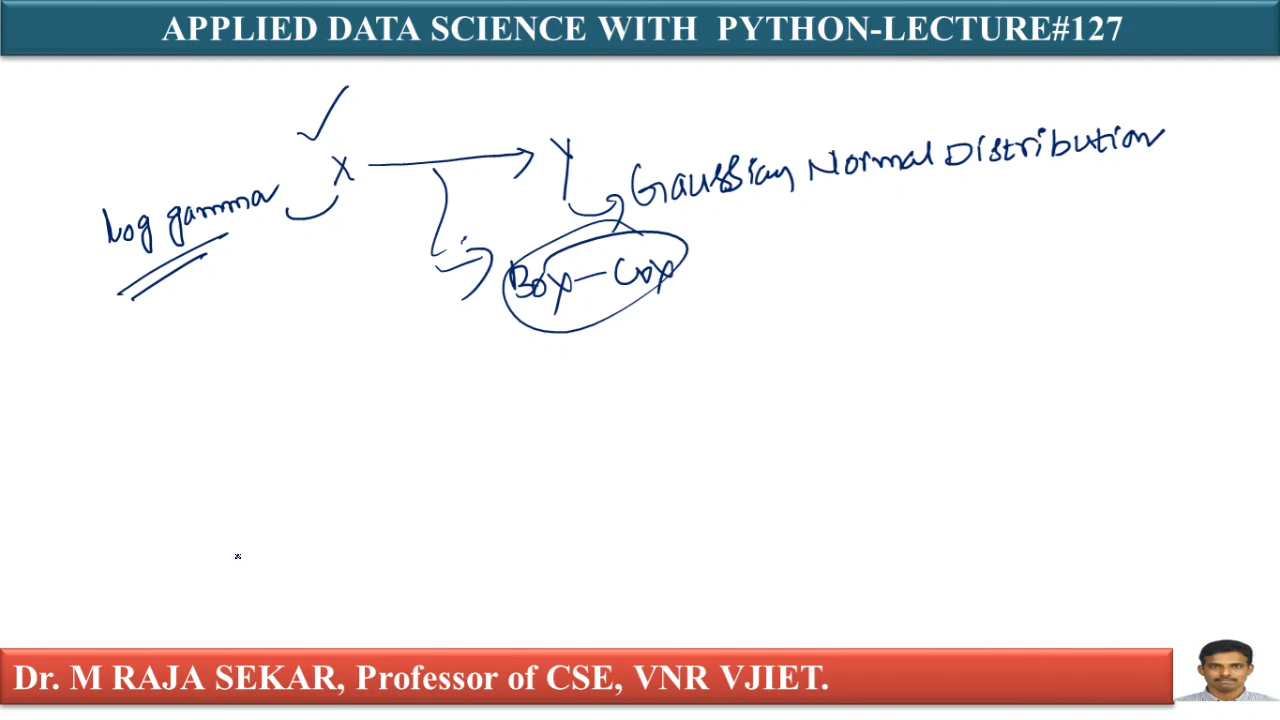 APPLIED DATA SCIENCE WITH PYTHON-LECTURE#127
X Y Gaussian Normal Distribution
Log gamma
Box-Cox
Dr. M RAJA SEKAR, Professor of CSE, VNR VJIET.